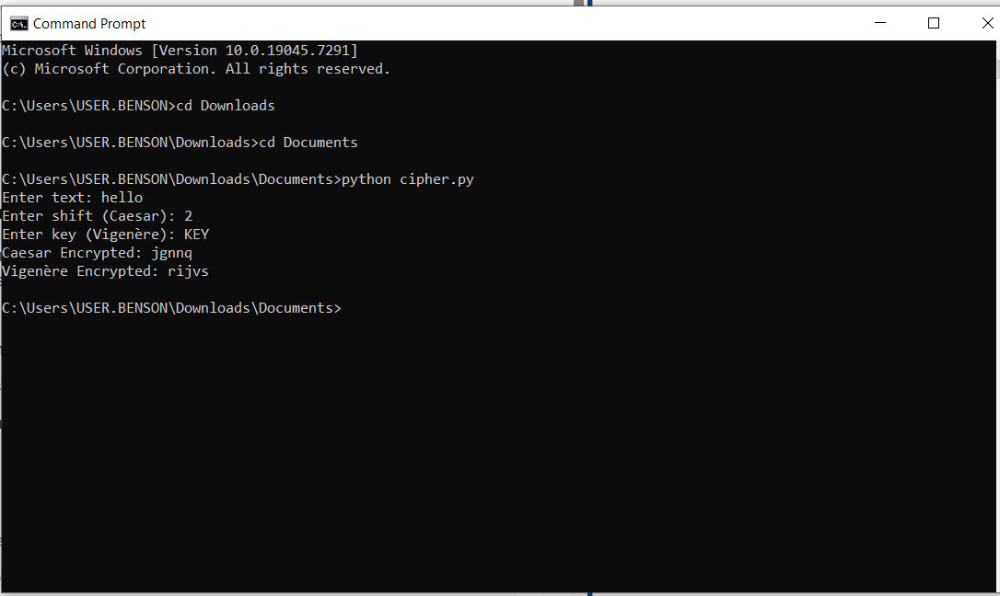 Command Prompt
Microsoft Windows [Version 10.0.19045.7291]
(c) Microsoft Corporation. All rights reserved.
C:\Users\USER.BENSON>cd Downloads
C:\Users\USER.BENSON\Downloads>cd Documents
C:\Users\USER.BENSON\Downloads\Documents>python cipher.py
Enter text: hello
Enter shift (Caesar): 2
Enter key (Vigenère): KEY
Caesar Encrypted: jgnnq
Vigenère Encrypted: rijvs
C:\Users\USER.BENSON\Downloads\Documents>